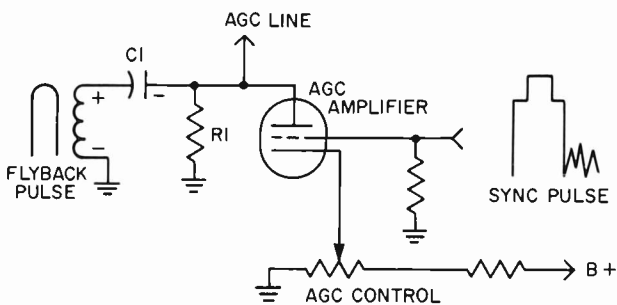 AGC LINE
C1
+
-
AGC
AMPLIFIER
R1
+
-
FLYBACK
PULSE
SYNC PULSE
B+
AGC CONTROL